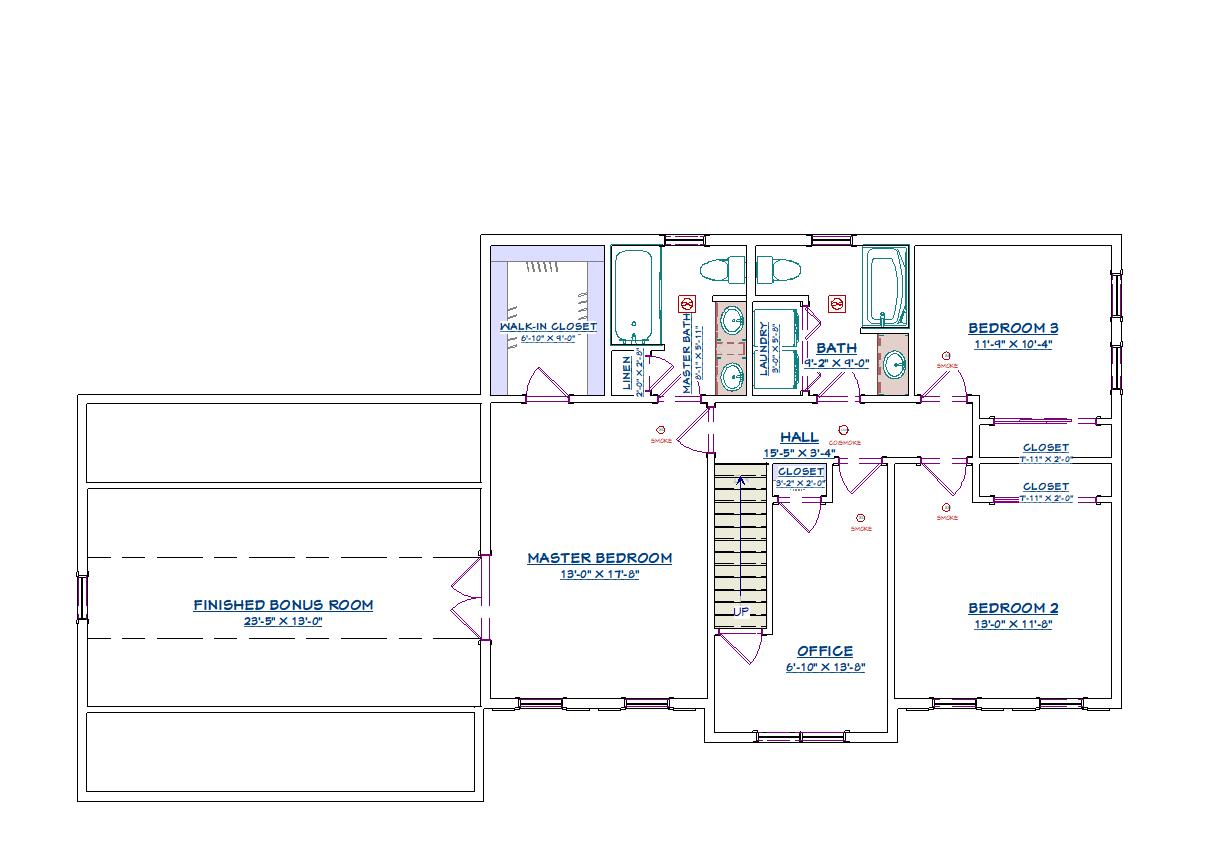 WALK-IN CLOSET
6'-10" X 9'-0"
LINEN
2'-0" X 2'-8"
MASTER BATH
8'-1" X 5'-11"
LAUNDRY
3'-0" X 5'-8"
BATH
9'-2" X 9'-0"
BEDROOM 3
11'-9" X 10'-4"
SMOKE
SMOKE
HALL
15'-5" X 3'-4"
CO/SMOKE
CLOSET
7'-11" X 2'-0"
CLOSET
3'-2" X 2'-0"
CLOSET
7'-11" X 2'-0"
SMOKE
SMOKE
MASTER BEDROOM
13'-0" X 17'-8"
FINISHED BONUS ROOM
23'-5" X 13'-0"
UP
BEDROOM 2
13'-0" X 11'-8"
OFFICE
6'-10" X 13'-8"